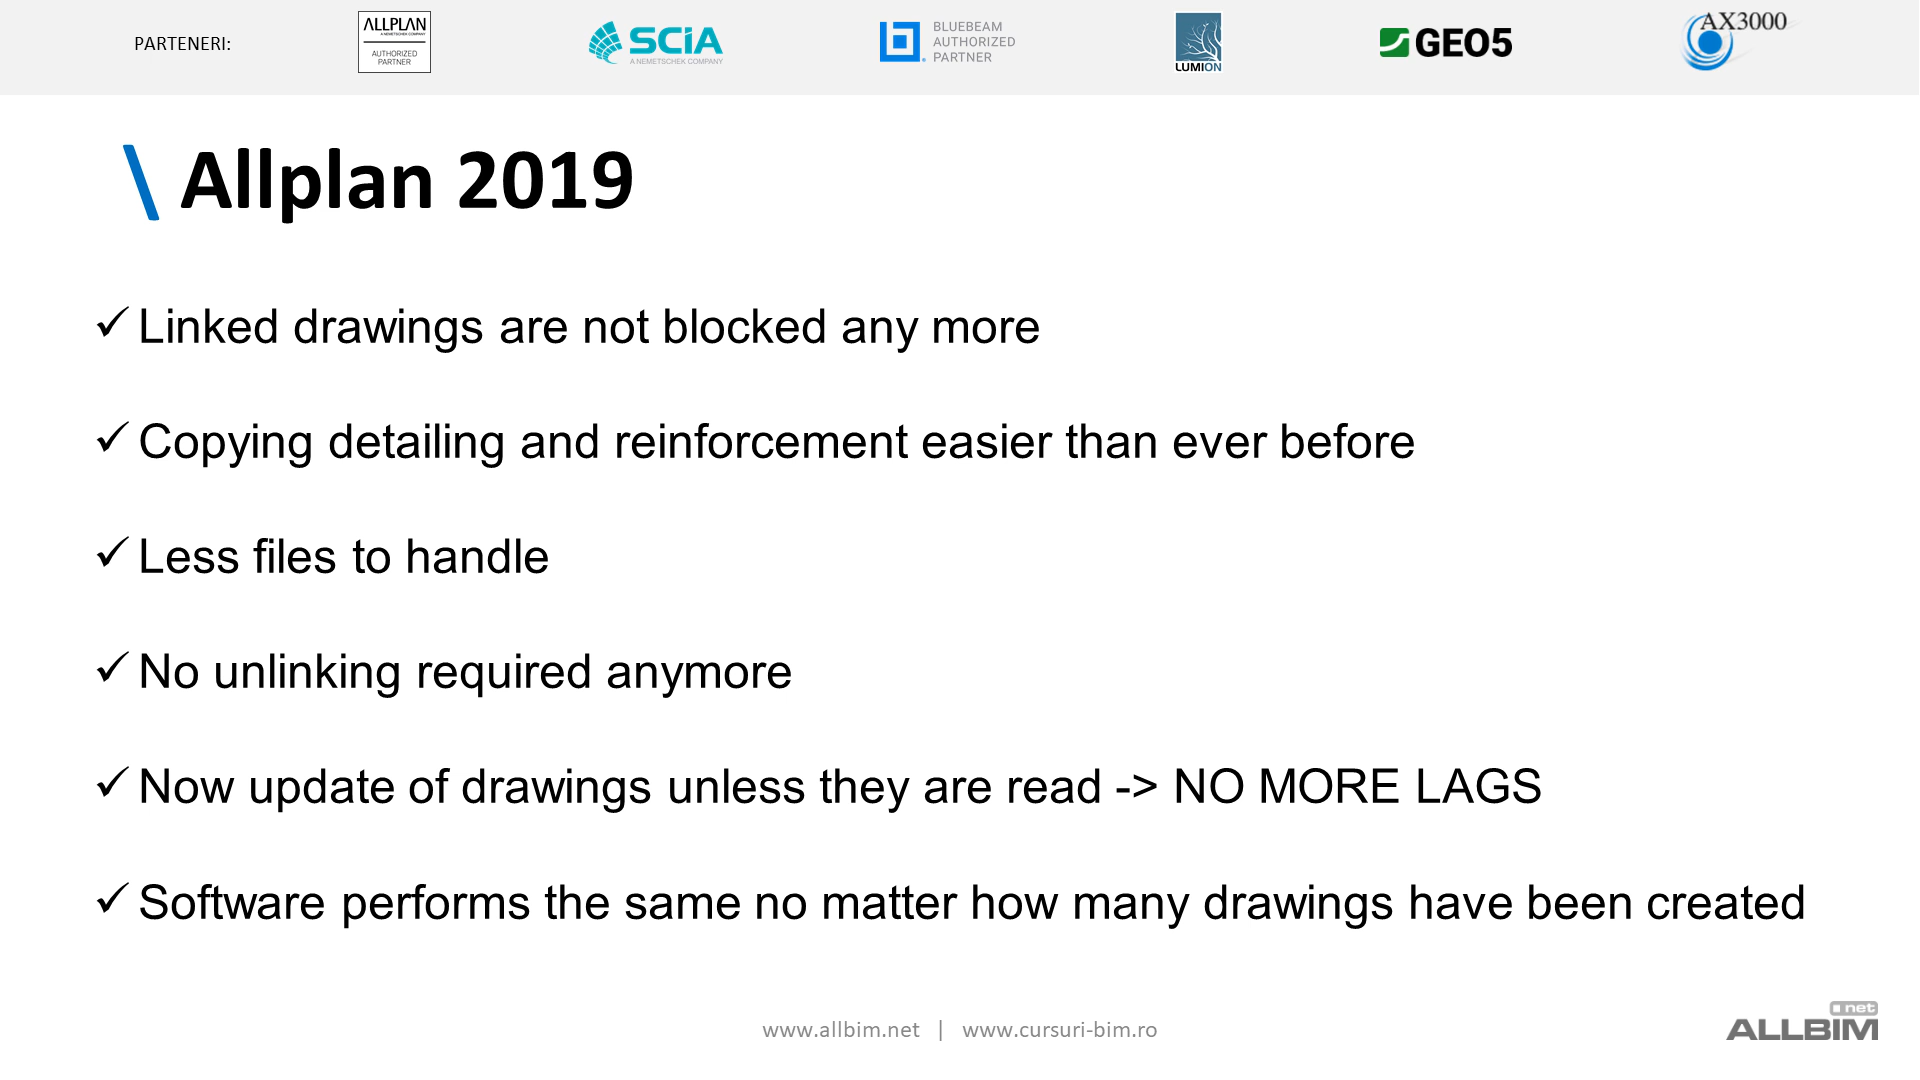 PARTENERI:
ALLPLAN
A NEMETSCHEK COMPANY
AUTHORIZED
PARTNER
SCIA
A NEMETSCHEK COMPANY
BLUEBEAM
AUTHORIZED
PARTNER
LUMION
GEO5
AX3000
\ Allplan 2019
✓ Linked drawings are not blocked any more
✓ Copying detailing and reinforcement easier than ever before
✓ Less files to handle
✓ No unlinking required anymore
✓ Now update of drawings unless they are read -> NO MORE LAGS
✓ Software performs the same no matter how many drawings have been created
www.allbim.net | www.cursuri-bim.ro
.net
ALLBIM